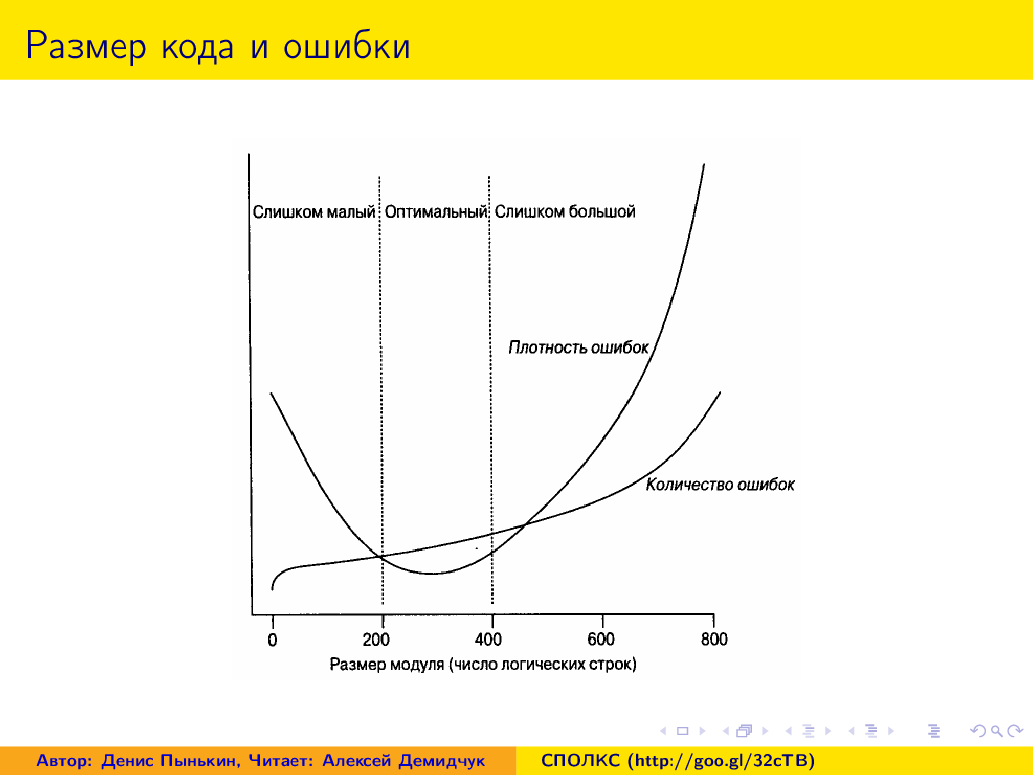 Размер кода и ошибки
Слишком малый Оптимальный Слишком большой
Плотность ошибок
Количество ошибок
0 200 400 600 800
Размер модуля (число логических строк)
Автор: Денис Пынькин, Читает: Алексей Демидчук СПОЛКС (http://goo.gl/32cTB)